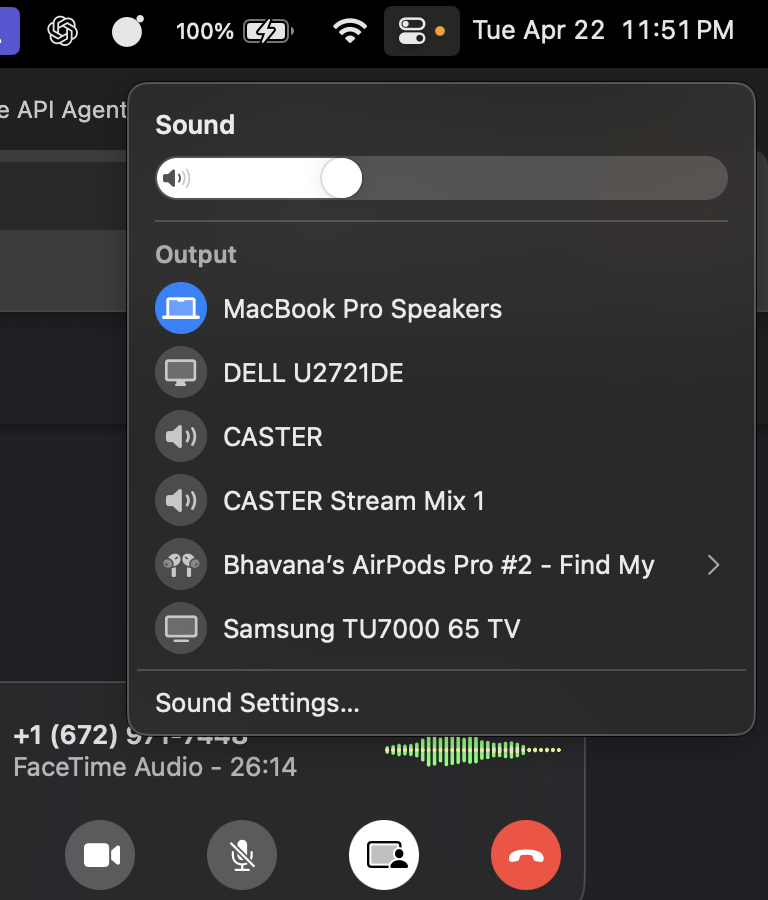 100%
Tue Apr 22 11:51 PM
e API Agent
Sound
Output
MacBook Pro Speakers
DELL U2721DE
CASTER
CASTER Stream Mix 1
Bhavana’s AirPods Pro #2 - Find My
Samsung TU7000 65 TV
Sound Settings...
+1 (672)
FaceTime Audio - 26:14